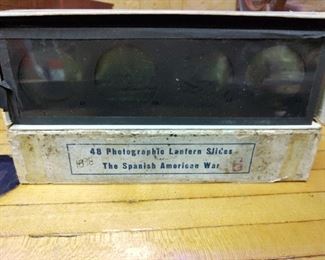 48 Photographic Lantern Slides
The Spanish American War